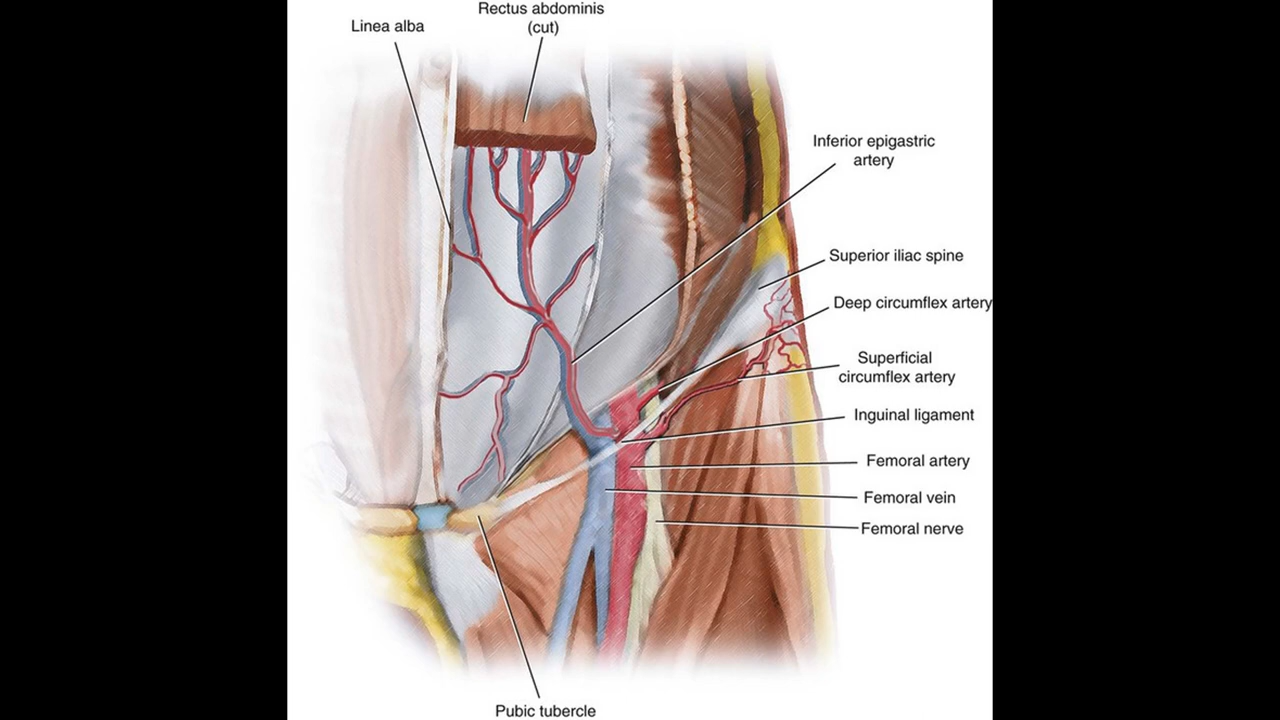 Rectus abdominis
(cut)
Linea alba
Inferior epigastric
artery
Superior iliac spine
Deep circumflex artery
Superficial
circumflex artery
Inguinal ligament
Femoral artery
Femoral vein
Femoral nerve
Pubic tubercle